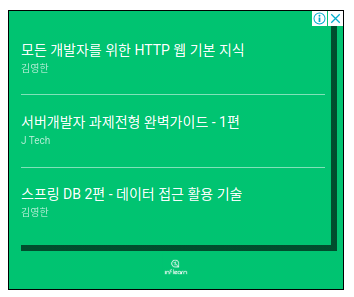 모든 개발자를 위한 HTTP 웹 기본 지식
김영한
서버개발자 과제전형 완벽가이드 - 1편
J Tech
스프링 DB 2편 - 데이터 접근 활용 기술
김영한
inflearn